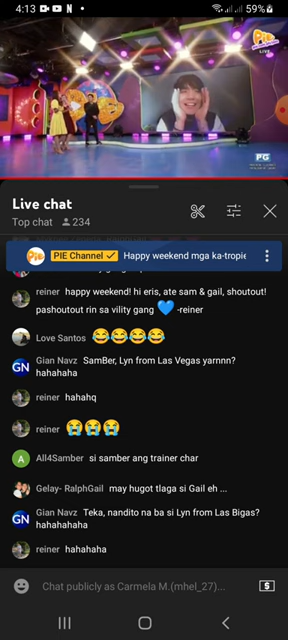 4:13
N
59%
Pie
LIVE
PG
Live chat
Top chat 234
PIE Channel Happy weekend mga ka-tropie
reiner happy weekend! hi eris, ate sam & gail, shoutout!
pashoutout rin sa vility gang 💙 -reiner
Love Santos 😂😂😂😂
GN Gian Navz SamBer, Lyn from Las Vegas yarnnn?
hahahaha
reiner hahahq
reiner 😭😭😭
A All4Samber si samber ang trainer char
Gelay- RalphGail may hugot tlaga si Gail eh ...
GN Gian Navz Teka, nandito na ba si Lyn from Las Bigas?
hahahahaha
reiner hahahaha
Chat publicly as Carmela M.(mhel_27)...